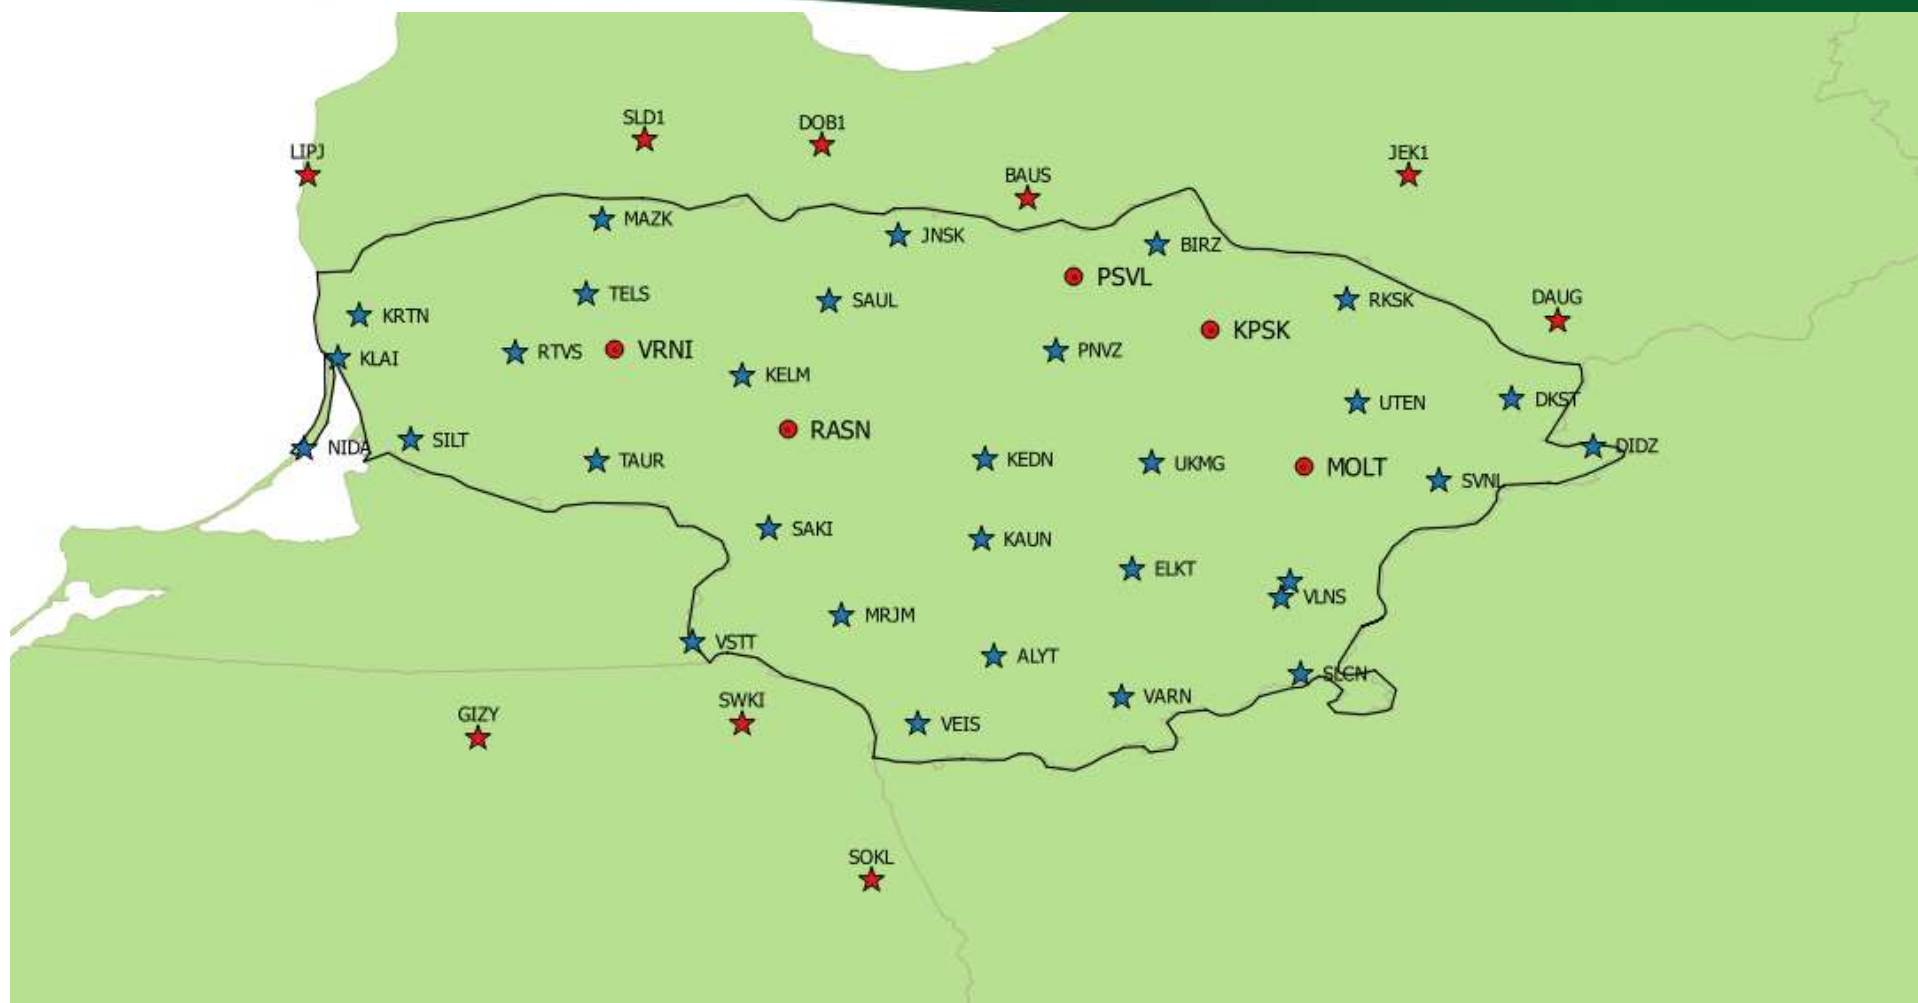 SLD1
DOB1
LIPJ
JEK1
BAUS
MAZK
JNSK
BIRZ
PSVL
TELS
SAUL
RKSK
DAUG
KRTN
KPSK
RTVS
VRNI
PNVZ
KLAI
KELM
UTEN
DKST
RASN
NIDA
SILT
DIDZ
TAUR
KEDN
UKMG
MOLT
SVNL
SAKI
KAUN
ELKT
VLNS
MRJM
VSTT
ALYT
SLCN
VARN
SWKI
GIZY
VEIS
SOKL